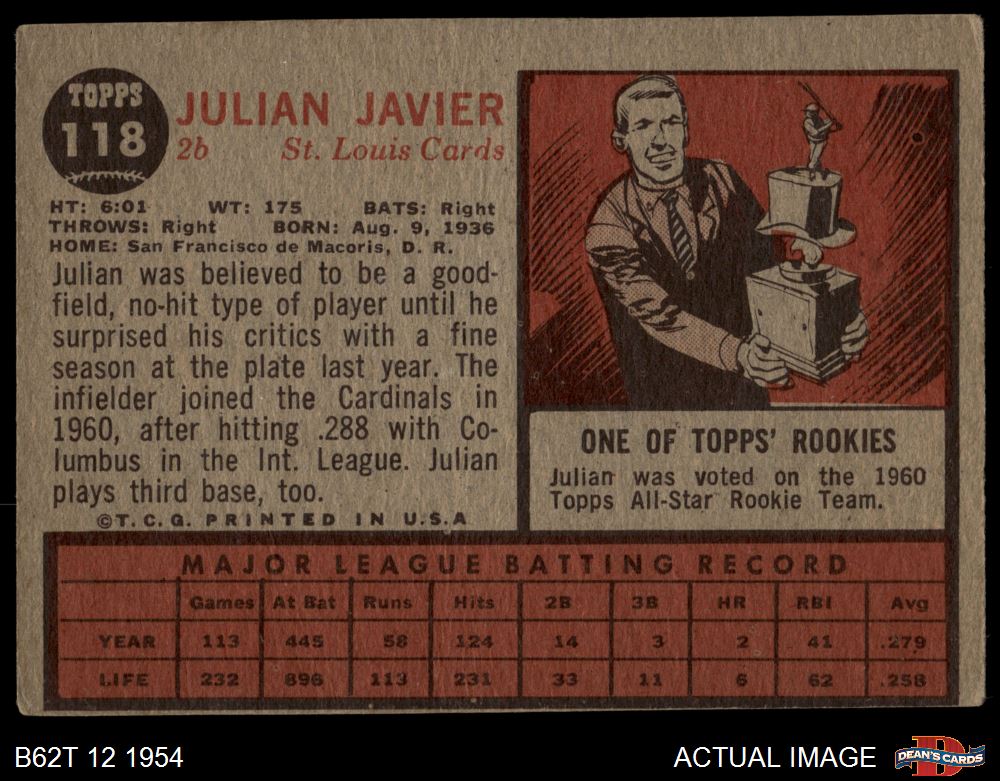 TOPPS
118
JULIAN JAVIER
2b St. Louis Cards
HT: 6:01 WT: 175 BATS: Right
THROWS: Right BORN: Aug. 9, 1936
HOME: San Francisco de Macoris, D. R.
Julian was believed to be a good-
field, no-hit type of player until he
surprised his critics with a fine
season at the plate last year. The
infielder joined the Cardinals in
1960, after hitting .288 with Co-
lumbus in the Int. League. Julian
plays third base, too.
©T.C.G. PRINTED IN U.S.A
ONE OF TOPPS' ROOKIES
Julian was voted on the 1960
Topps All-Star Rookie Team.
MAJOR LEAGUE BATTING RECORD
Games At Bat Runs Hits 2B 3B HR RBI Avg
YEAR 113 445 58 124 14 3 2 41 .279
LIFE 232 896 113 231 33 11 6 62 .258
B62T 12 1954
ACTUAL IMAGE
DEAN'S CARDS